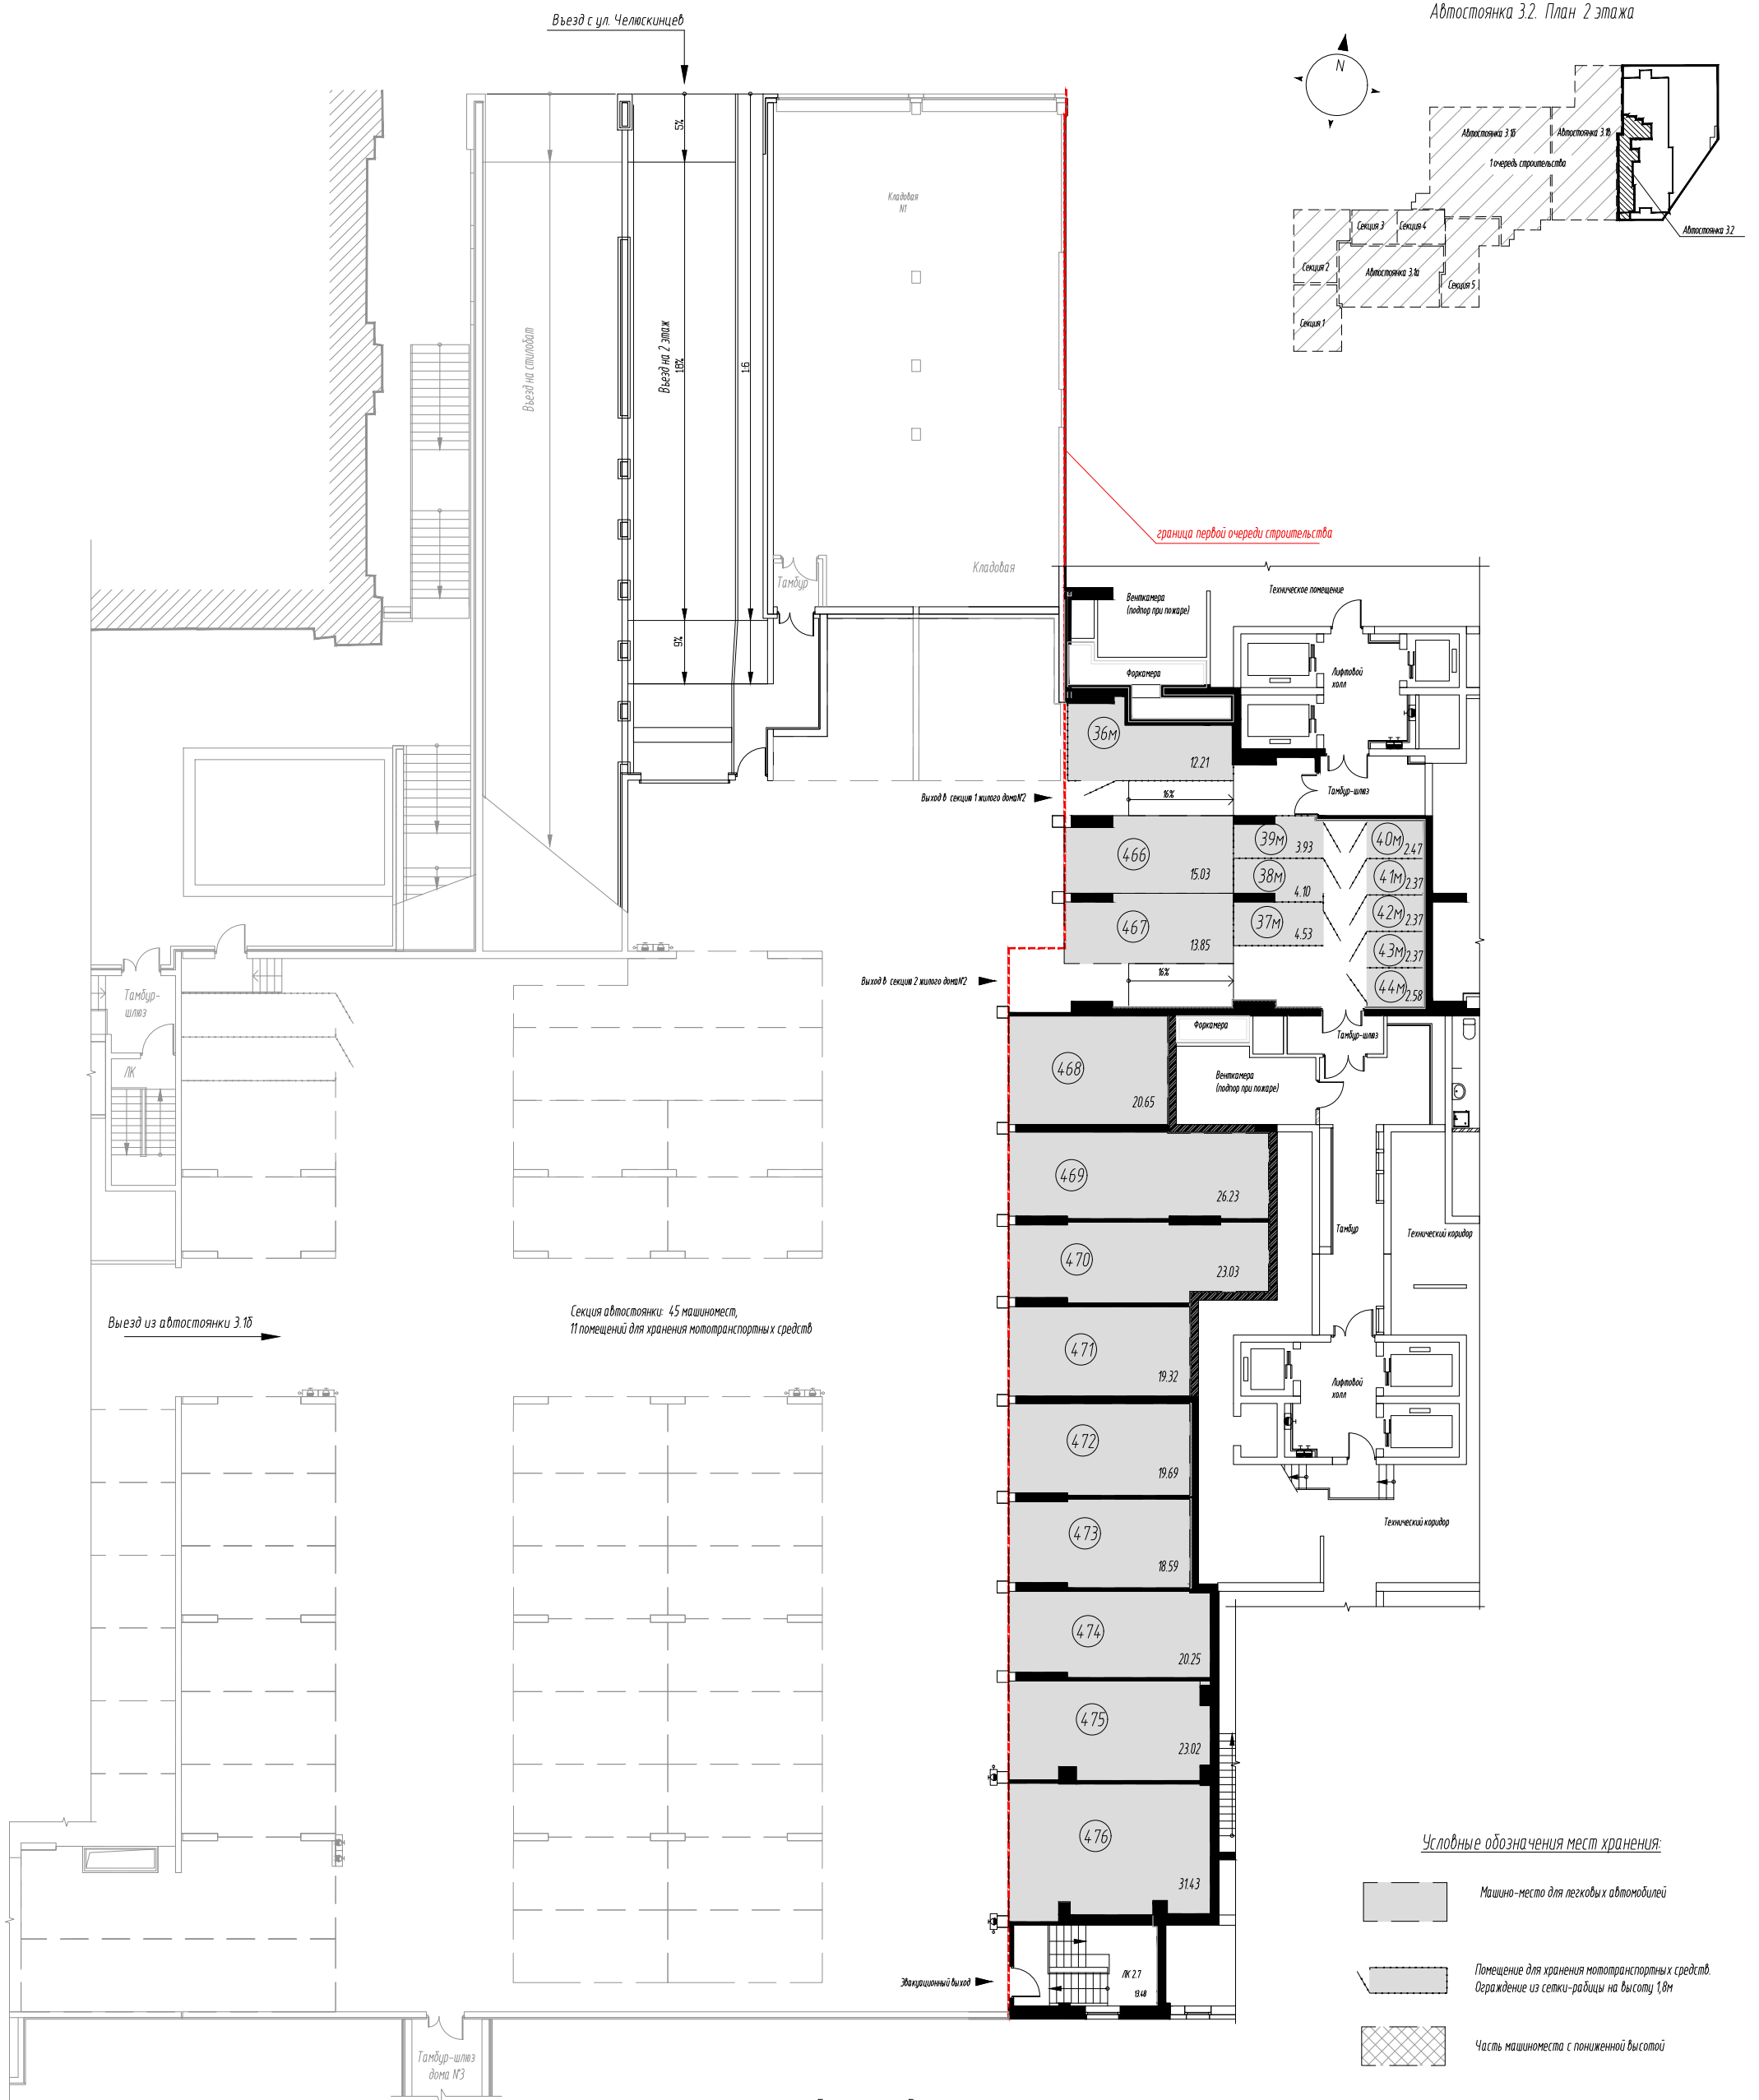 Автостоянка 3.2. План 2 этажа
Въезд с ул. Челюскинцев
N
Автостоянка 3.1б
Автостоянка 3.1в
1 очередь строительства
Автостоянка 3.2
Секция 3
Секция 4
Секция 2
Автостоянка 3.1а
Секция 5
Секция 1
5%
Кладовая
N1
Въезд на стилобат
Въезд на 2 этаж
18%
1:6
9%
граница первой очереди строительства
Тамбур
Кладовая
Техническое помещение
Венткамера
(подпор при пожаре)
Форкамера
Лифтовой
холл
36м
12.21
Выход в секцию 1 жилого дома№2
16%
Тамбур-шлюз
466
15.03
39м
3.93
40м
2.47
38м
4.10
41м
2.37
467
13.85
37м
4.53
42м
2.37
43м
2.37
44м
2.58
Выход в секцию 2 жилого дома№2
16%
Тамбур-
шлюз
ЛК
Форкамера
Тамбур-шлюз
Венткамера
(подпор при пожаре)
468
20.65
469
26.23
470
23.03
Тамбур
Технический коридор
Выезд из автостоянки 3.1б
Секция автостоянки: 45 машиномест,
11 помещений для хранения мототранспортных средств
471
19.32
Лифтовой
холл
472
19.69
473
18.59
Технический коридор
474
20.25
475
23.02
476
31.43
Условные обозначения мест хранения:
Машино-место для легковых автомобилей
Помещение для хранения мототранспортных средств.
Ограждение из сетки-рабицы на высоту 1,8м
Часть машиноместа с пониженной высотой
Эвакуационный выход
ЛК 2.7
13.48
Тамбур-шлюз
дома №3